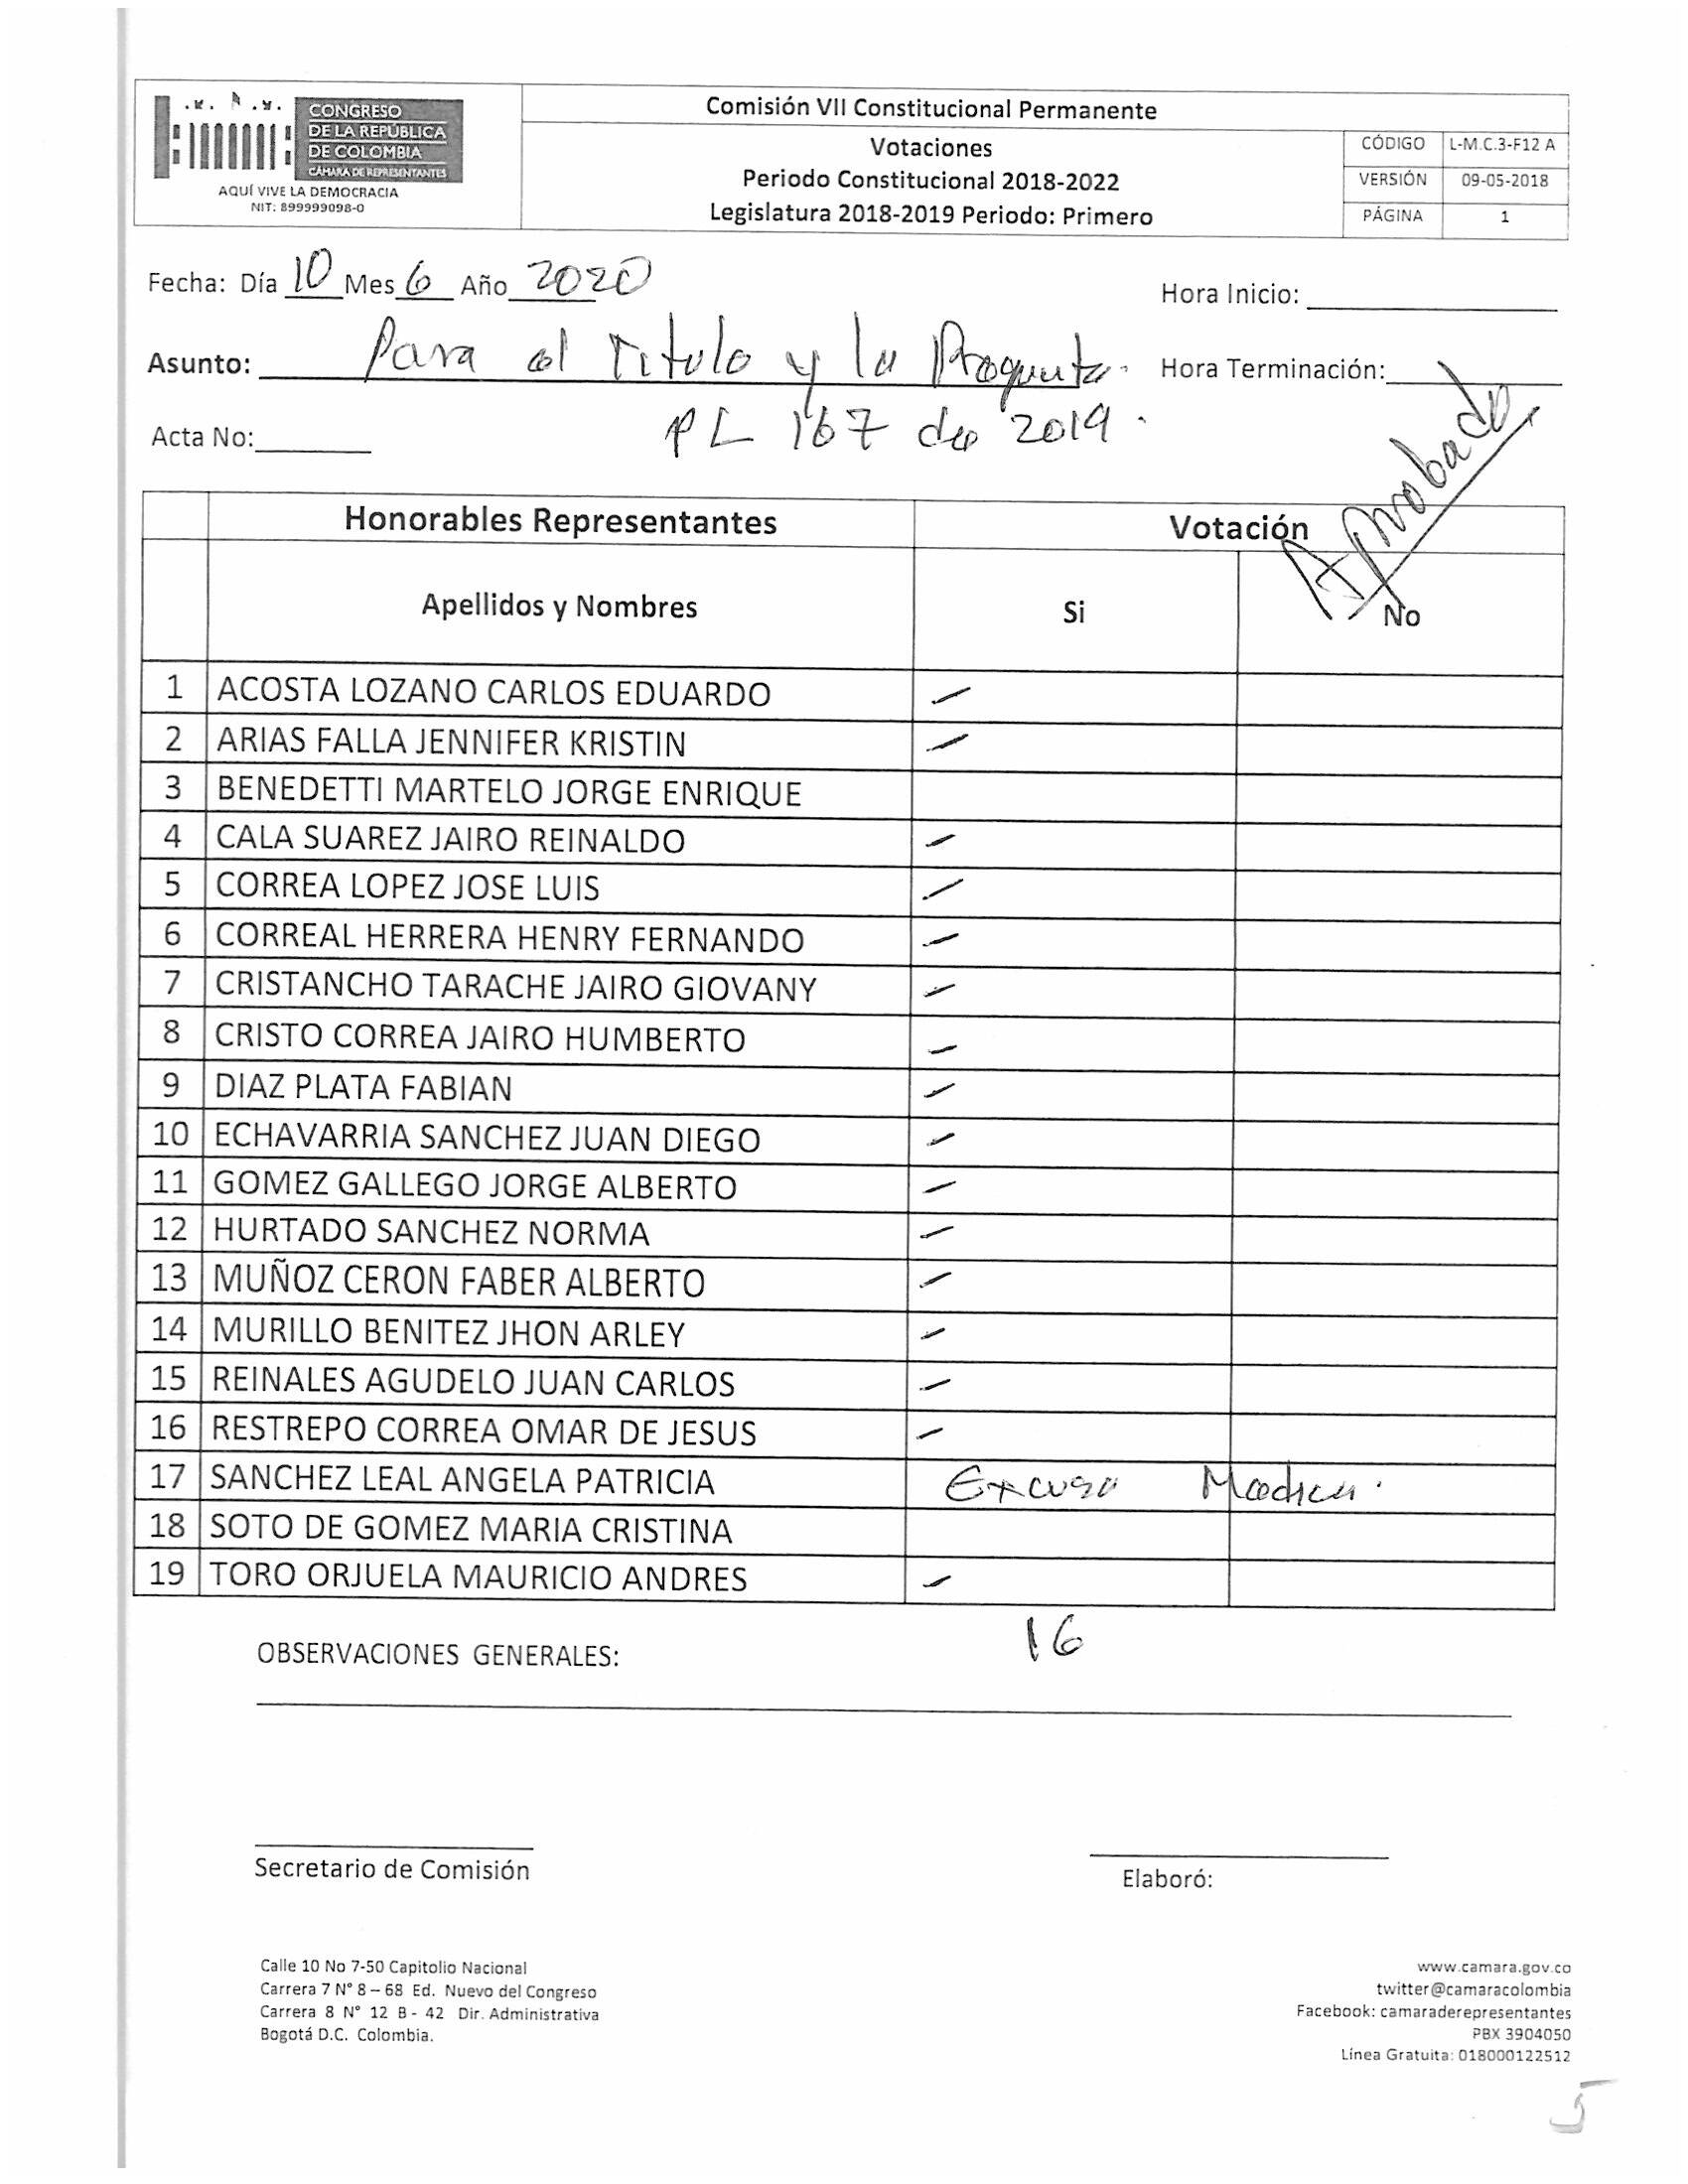 CONGRESO
DE LA REPÚBLICA
DE COLOMBIA
CÁMARA DE REPRESENTANTES
AQUÍ VIVE LA DEMOCRACIA
NIT: 899999098-0
Comisión VII Constitucional Permanente
Votaciones
Periodo Constitucional 2018-2022
Legislatura 2018-2019 Periodo: Primero
CÓDIGO L-M.C.3-F12 A
VERSIÓN 09-05-2018
PÁGINA 1
Fecha: Día 10 Mes 6 Año 2020
Hora Inicio:
Asunto: Para el Titulo y la Pregunta.
Hora Terminación:
Acta No:
PL 167 de 2019.
Aprobado
Honorables Representantes Votación
Apellidos y Nombres Si No
1 ACOSTA LOZANO CARLOS EDUARDO
2 ARIAS FALLA JENNIFER KRISTIN
3 BENEDETTI MARTELO JORGE ENRIQUE
4 CALA SUAREZ JAIRO REINALDO
5 CORREA LOPEZ JOSE LUIS
6 CORREAL HERRERA HENRY FERNANDO
7 CRISTANCHO TARACHE JAIRO GIOVANY
8 CRISTO CORREA JAIRO HUMBERTO
9 DIAZ PLATA FABIAN
10 ECHAVARRIA SANCHEZ JUAN DIEGO
11 GOMEZ GALLEGO JORGE ALBERTO
12 HURTADO SANCHEZ NORMA
13 MUÑOZ CERON FABER ALBERTO
14 MURILLO BENITEZ JHON ARLEY
15 REINALES AGUDELO JUAN CARLOS
16 RESTREPO CORREA OMAR DE JESUS
17 SANCHEZ LEAL ANGELA PATRICIA Excusa Medica.
18 SOTO DE GOMEZ MARIA CRISTINA
19 TORO ORJUELA MAURICIO ANDRES
16
OBSERVACIONES GENERALES:
Secretario de Comisión
Elaboró:
Calle 10 No 7-50 Capitolio Nacional
Carrera 7 N° 8 – 68 Ed. Nuevo del Congreso
Carrera 8 N° 12 B - 42 Dir. Administrativa
Bogotá D.C. Colombia.
www.camara.gov.co
twitter@camaracolombia
Facebook: camaraderepresentantes
PBX 3904050
Línea Gratuita: 018000122512
5